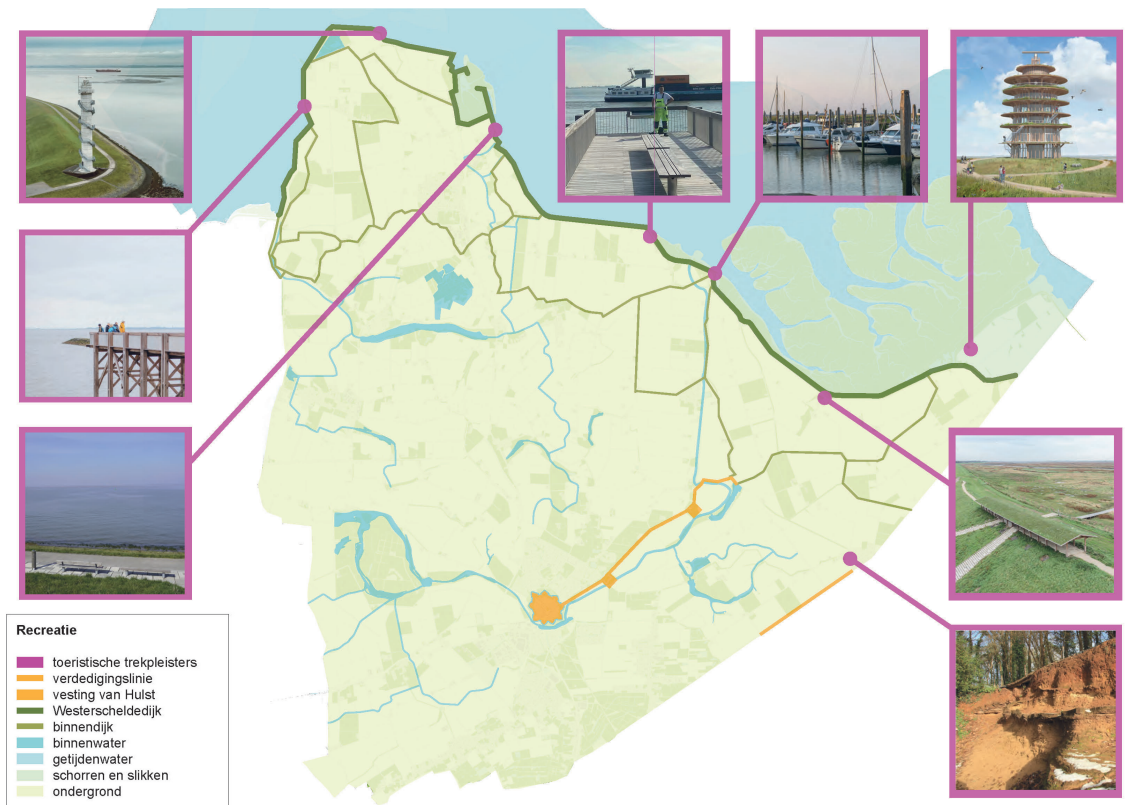 Recreatie
toeristische trekpleisters
verdedigingslinie
vesting van Hulst
Westerscheldedijk
binnendijk
binnenwater
getijdenwater
schorren en slikken
ondergrond